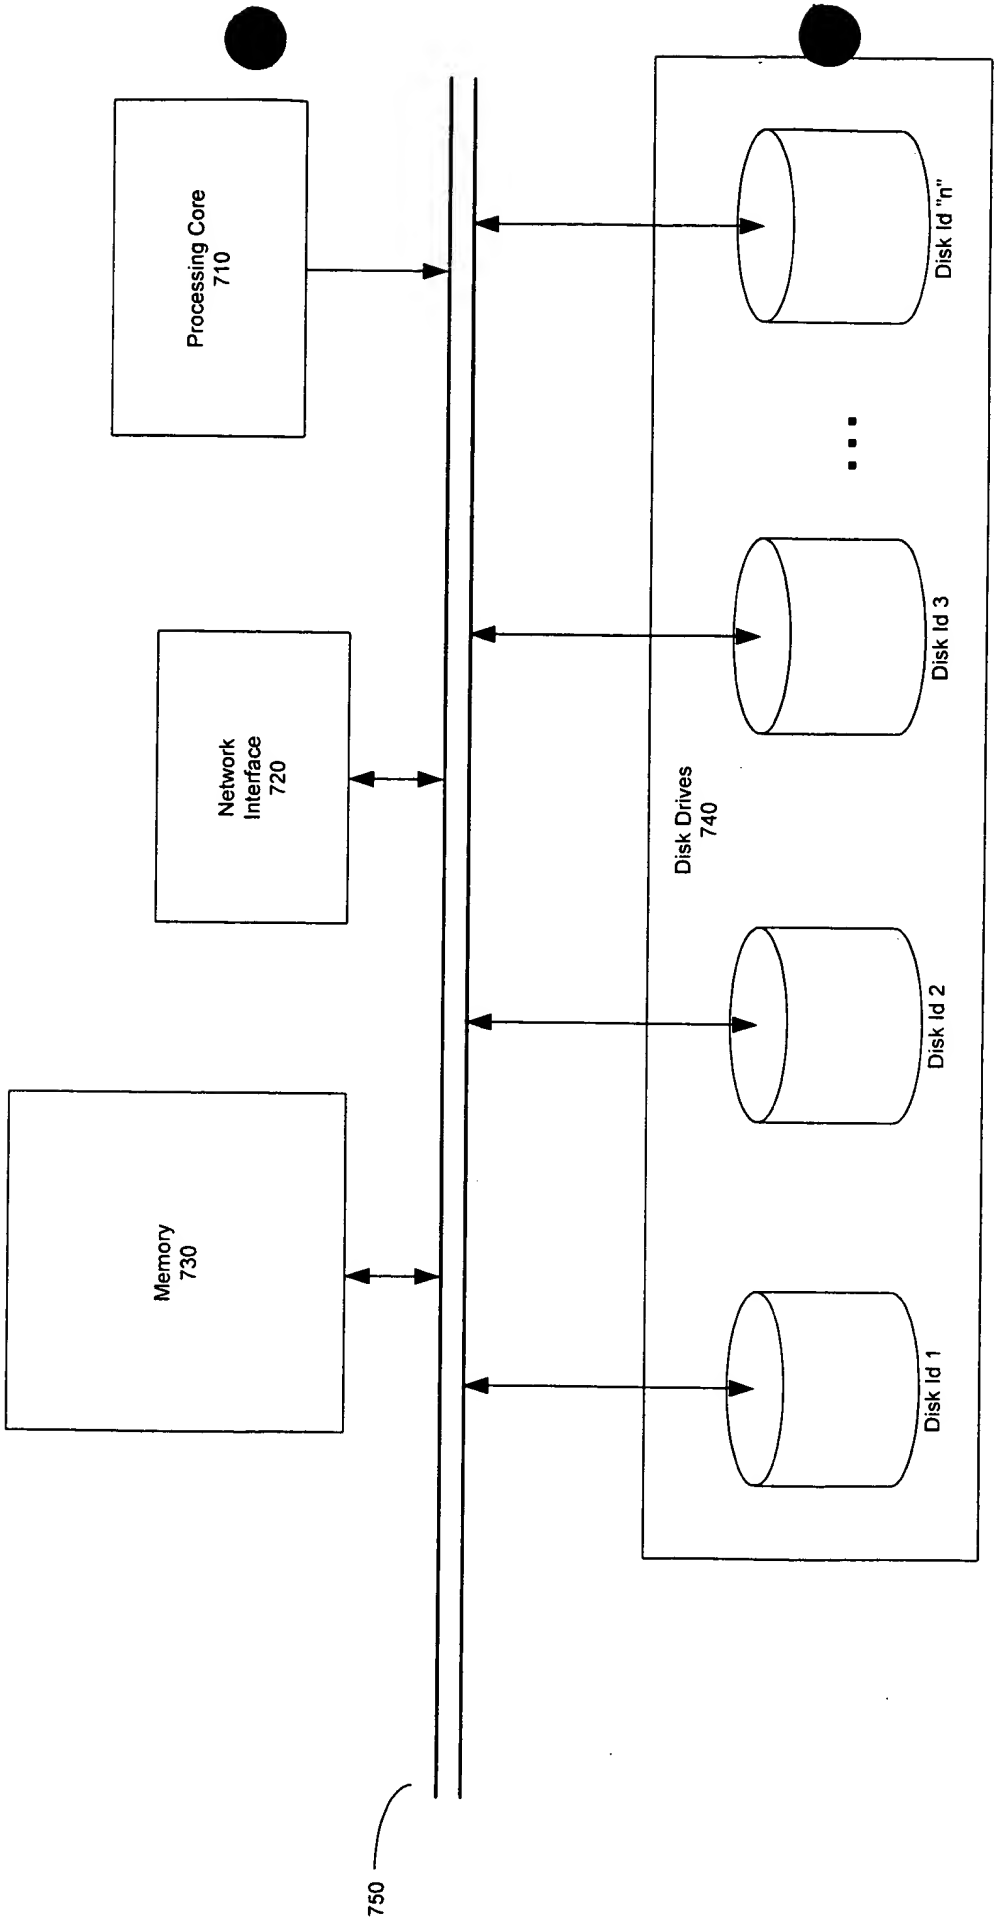 Memory
730
Network
Interface
720
Processing Core
710
750
Disk Drives
740
Disk Id 1
Disk Id 2
Disk Id 3
Disk Id "n"